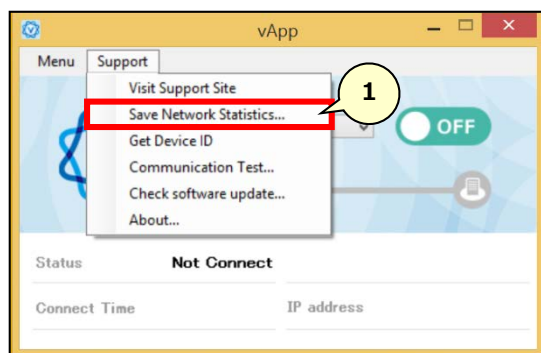 vApp
Menu Support
Visit Support Site
Save Network Statistics...
1
Get Device ID
OFF
Communication Test...
Check software update...
About...
Status Not Connect
Connect Time IP address